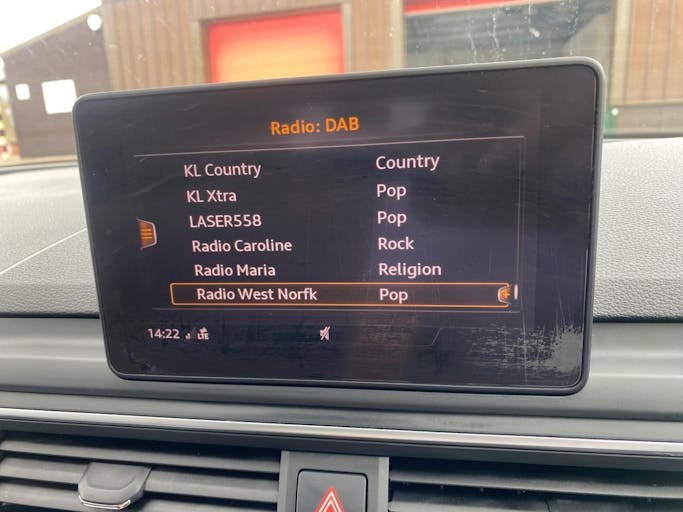 Radio: DAB
KL Country Country
KL Xtra Pop
LASER558 Pop
Radio Caroline Rock
Radio Maria Religion
Radio West Norfk Pop
14:22 LTE